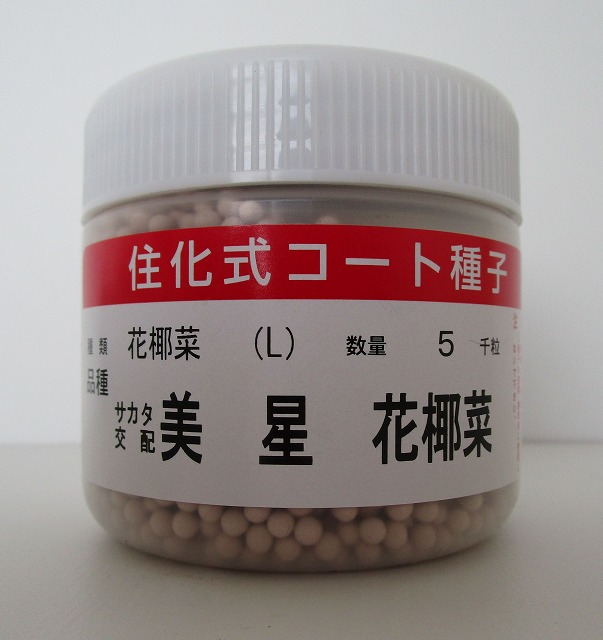 住化式コート種子
種類 花椰菜 (L) 数量 5 千粒
品種
サカタ交配 美星 花椰菜